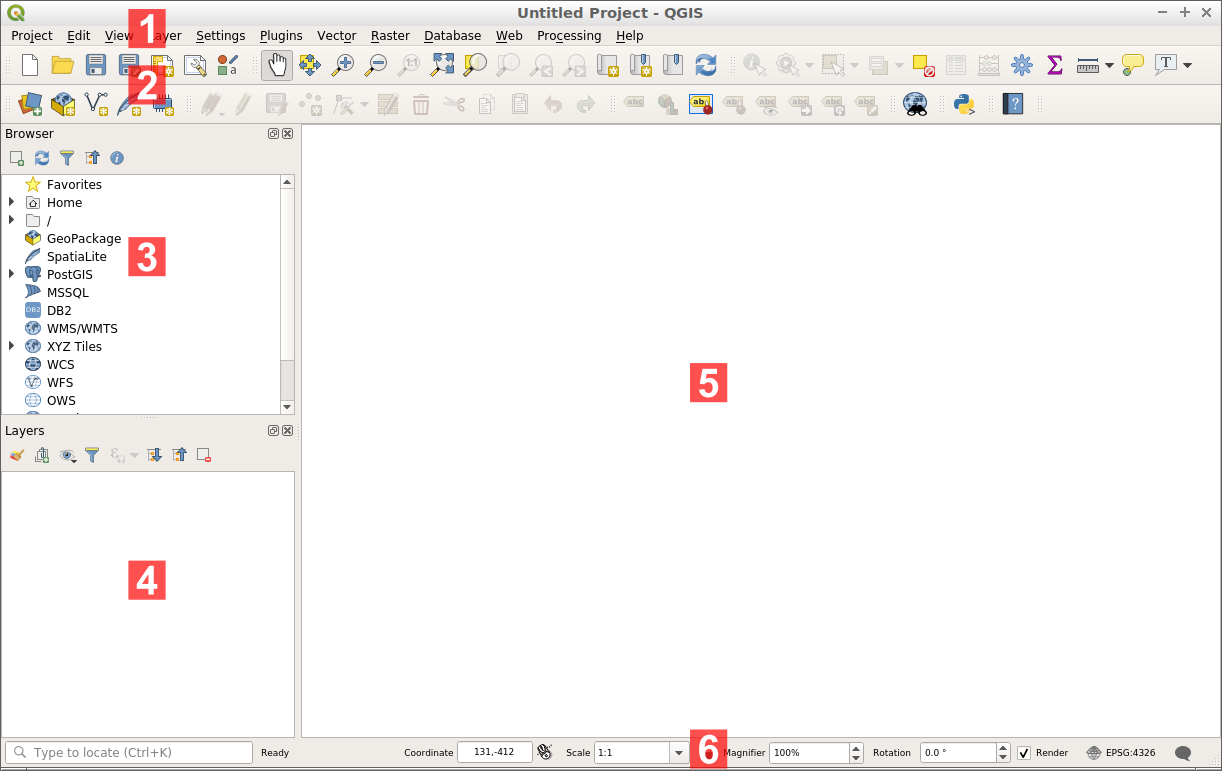 Untitled Project - QGIS
Project Edit View Layer Settings Plugins Vector Raster Database Web Processing Help
1
2
Browser
Favorites
Home
/
GeoPackage
SpatiaLite
3
PostGIS
MSSQL
DB2
WMS/WMTS
XYZ Tiles
WCS
WFS
OWS
Layers
4
5
Type to locate (Ctrl+K) Ready Coordinate 131,-412 Scale 1:1 6 Magnifier 100% Rotation 0.0 ° Render EPSG:4326